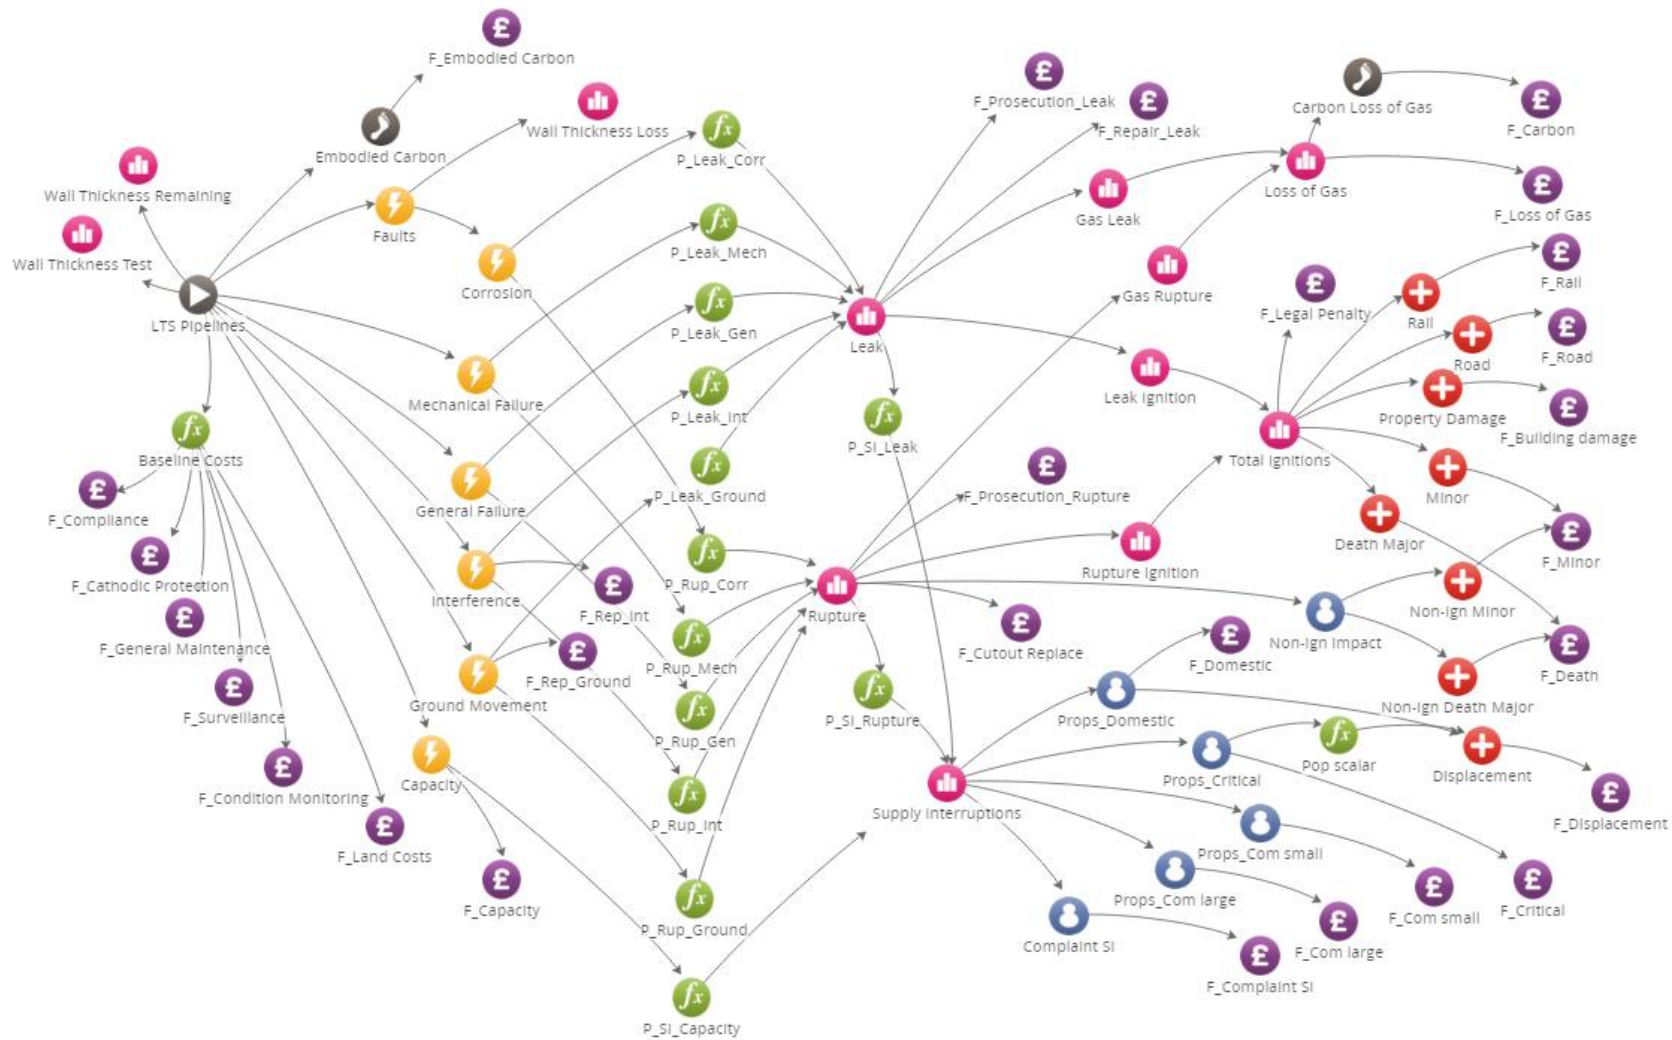 F_Embodied Carbon
Embodied Carbon
Wall Thickness Loss
Wall Thickness Remaining
Wall Thickness Test
LTS Pipelines
Faults
Corrosion
Mechanical Failure
General Failure
Interference
Ground Movement
Capacity
Baseline Costs
F_Compliance
F_Cathodic Protection
F_General Maintenance
F_Surveillance
F_Condition Monitoring
F_Land Costs
F_Capacity
F_Rep_Int
F_Rep_Ground
P_Leak_Corr
P_Leak_Mech
P_Leak_Gen
P_Leak_Int
P_Leak_Ground
P_Rup_Corr
P_Rup_Mech
P_Rup_Gen
P_Rup_Int
P_Rup_Ground
P_SI_Capacity
Leak
P_SI_Leak
Rupture
P_SI_Rupture
Supply Interruptions
F_Prosecution_Leak
F_Repair_Leak
Gas Leak
Gas Rupture
Leak Ignition
F_Prosecution_Rupture
Rupture Ignition
F_Cutout Replace
Carbon Loss of Gas
F_Carbon
Loss of Gas
F_Loss of Gas
F_Legal Penalty
Total Ignitions
Rail
F_Rail
Road
F_Road
Property Damage
F_Building damage
Minor
F_Minor
Death Major
Non-Ign Impact
Non-Ign Minor
Non-Ign Death Major
F_Death
Props_Domestic
F_Domestic
Props_Critical
Pop scalar
Displacement
F_Displacement
Props_Com small
F_Com small
F_Critical
Props_Com large
F_Com large
Complaint SI
F_Complaint SI